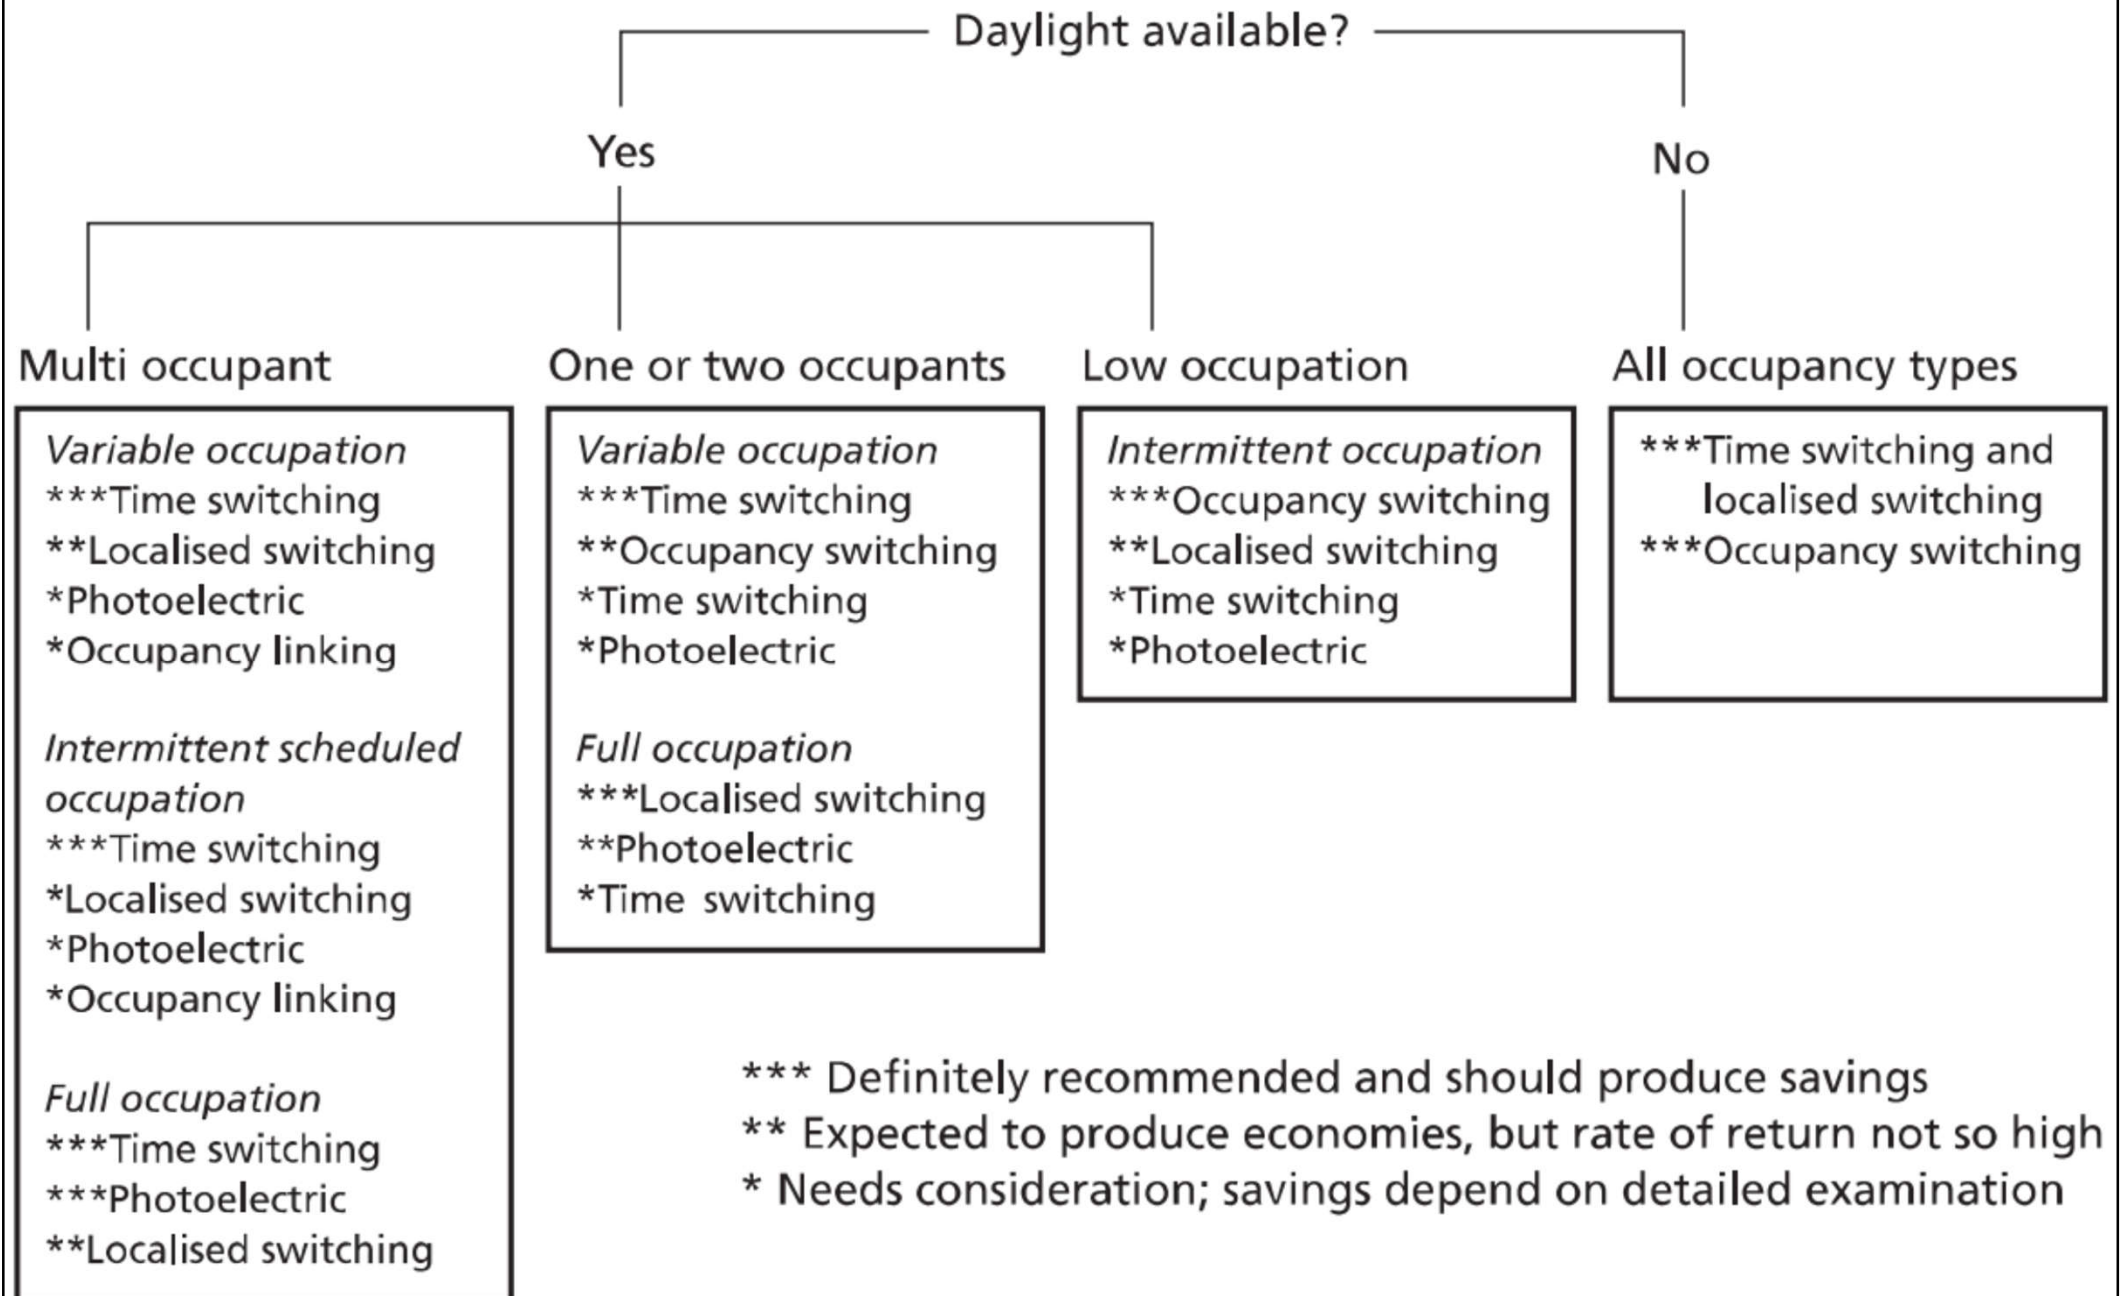 Daylight available?
Yes
No
Multi occupant
Variable occupation
***Time switching
**Localised switching
*Photoelectric
*Occupancy linking
Intermittent scheduled
occupation
***Time switching
*Localised switching
*Photoelectric
*Occupancy linking
Full occupation
***Time switching
***Photoelectric
**Localised switching
One or two occupants
Variable occupation
***Time switching
**Occupancy switching
*Time switching
*Photoelectric
Full occupation
***Localised switching
**Photoelectric
*Time switching
Low occupation
Intermittent occupation
***Occupancy switching
**Localised switching
*Time switching
*Photoelectric
All occupancy types
***Time switching and
localised switching
***Occupancy switching
*** Definitely recommended and should produce savings
** Expected to produce economies, but rate of return not so high
* Needs consideration; savings depend on detailed examination